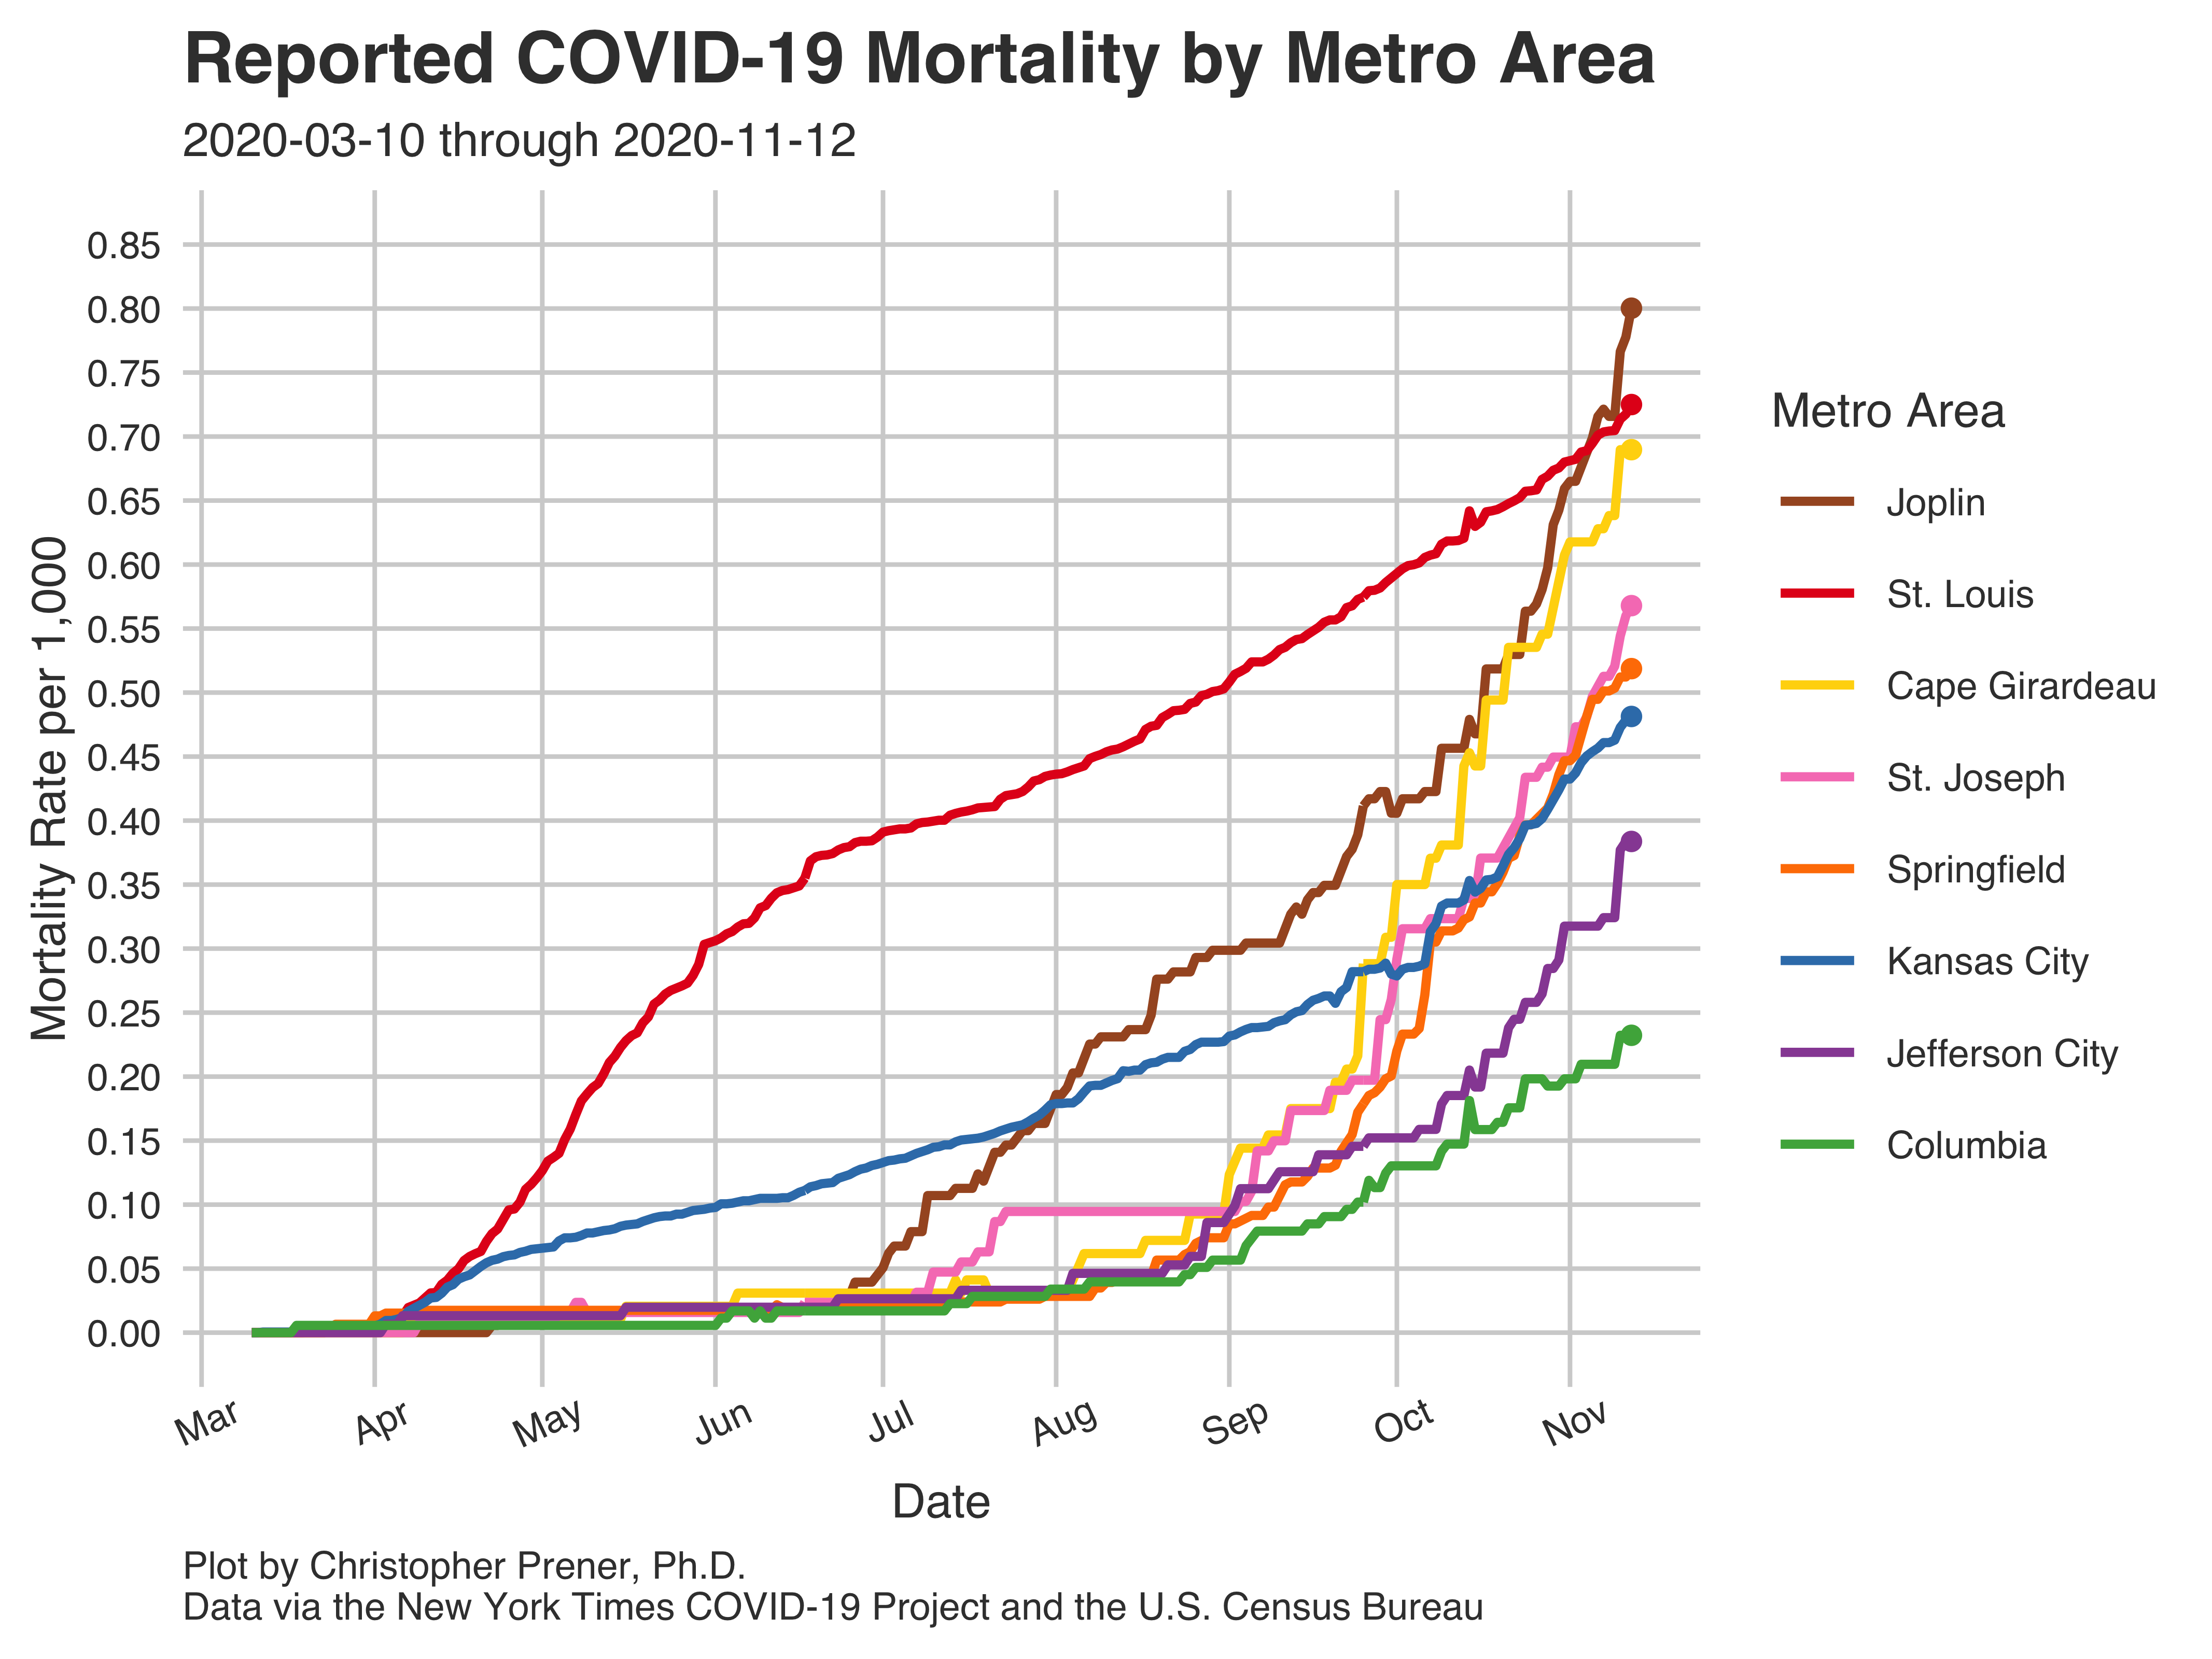 Reported COVID-19 Mortality by Metro Area
2020-03-10 through 2020-11-12
Mortality Rate per 1,000
0.85
0.80
0.75
0.70
0.65
0.60
0.55
0.50
0.45
0.40
0.35
0.30
0.25
0.20
0.15
0.10
0.05
0.00
Mar
Apr
May
Jun
Jul
Aug
Sep
Oct
Nov
Date
Metro Area
Joplin
St. Louis
Cape Girardeau
St. Joseph
Springfield
Kansas City
Jefferson City
Columbia
Plot by Christopher Prener, Ph.D.
Data via the New York Times COVID-19 Project and the U.S. Census Bureau